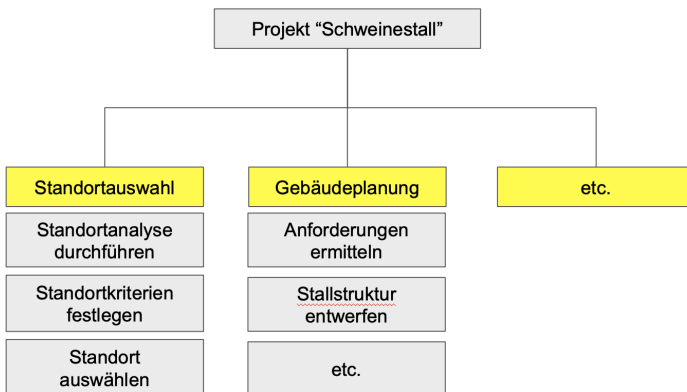 Projekt “Schweinestall”
Standortauswahl
Gebäudeplanung
etc.
Standortanalyse
durchführen
Anforderungen
ermitteln
Standortkriterien
festlegen
Stallstruktur
entwerfen
Standort
auswählen
etc.